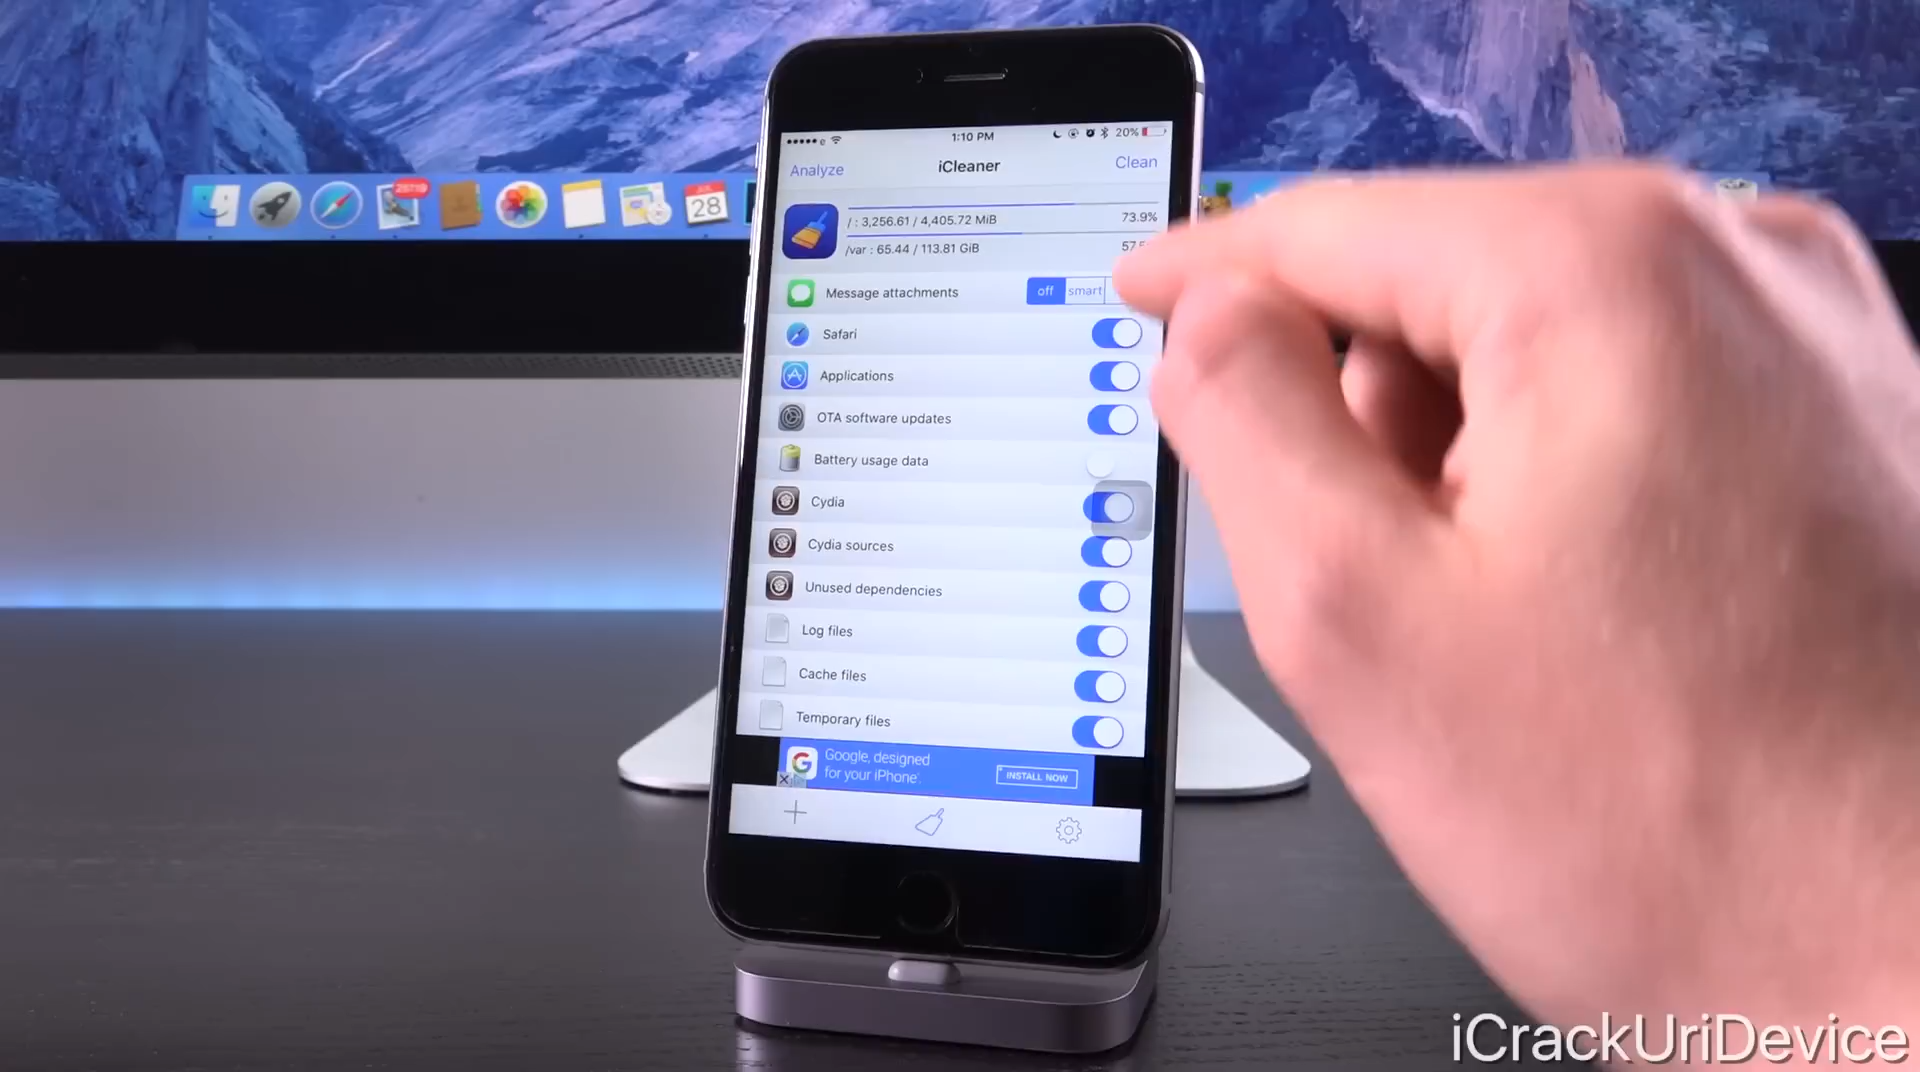 JUL
28
1:10 PM
20%
Analyze
iCleaner
Clean
/ : 3,256.61 / 4,405.72 MiB
73.9%
/var : 65.44 / 113.81 GiB
Message attachments
off
smart
Safari
Applications
OTA software updates
Battery usage data
Cydia
Cydia sources
Unused dependencies
Log files
Cache files
Temporary files
Google, designed
for your iPhone.
INSTALL NOW
iCrackUriDevice